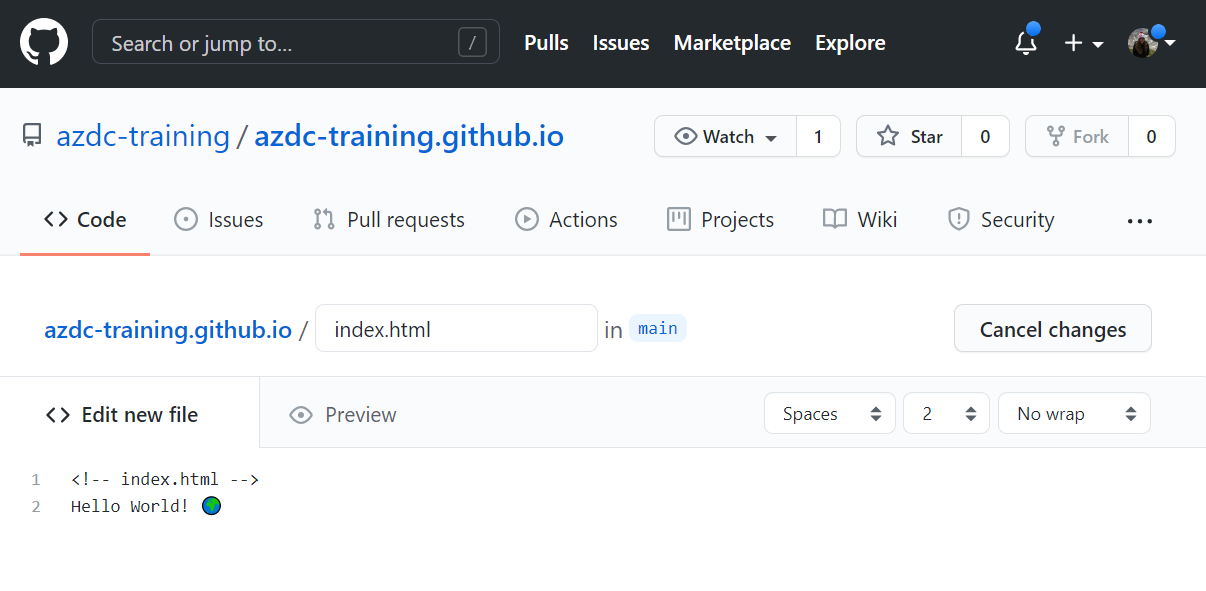 Search or jump to... / Pulls Issues Marketplace Explore
azdc-training / azdc-training.github.io Watch 1 Star 0 Fork 0
Code Issues Pull requests Actions Projects Wiki Security ...
azdc-training.github.io / index.html in main Cancel changes
<> Edit new file Preview Spaces 2 No wrap
1 <!-- index.html -->
2 Hello World! 🌍